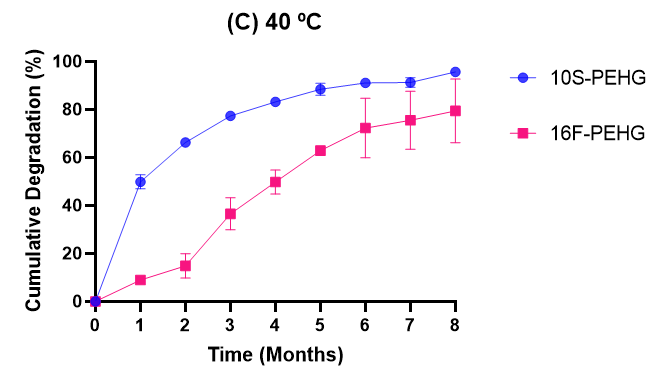 (C) 40 ºC
Cumulative Degradation (%)
100
80
60
40
20
0
0 1 2 3 4 5 6 7 8
Time (Months)
10S-PEHG
16F-PEHG